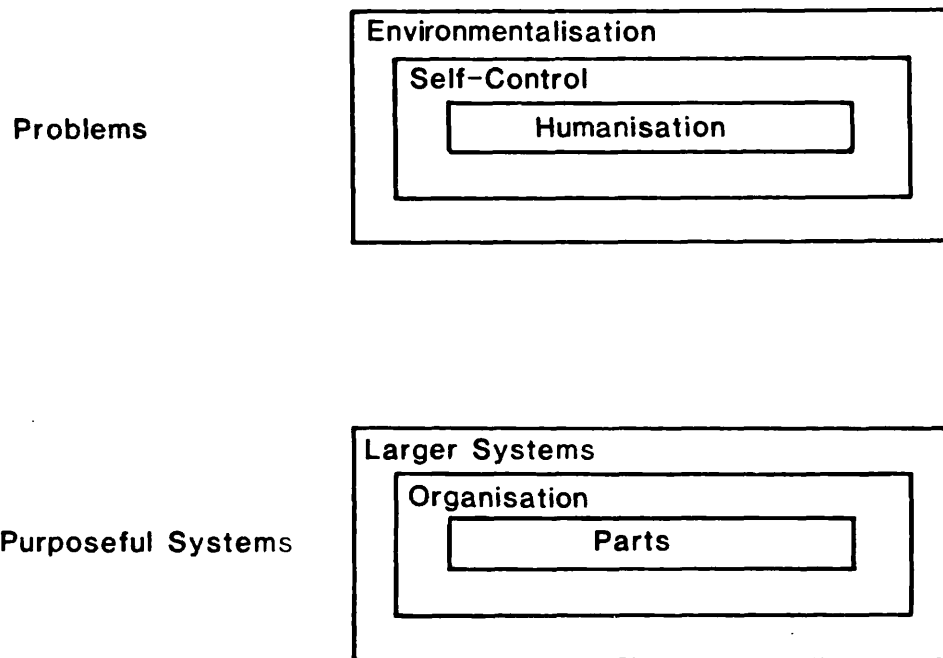 Environmentalisation
Self-Control
Problems
Humanisation
Larger Systems
Organisation
Purposeful Systems
Parts